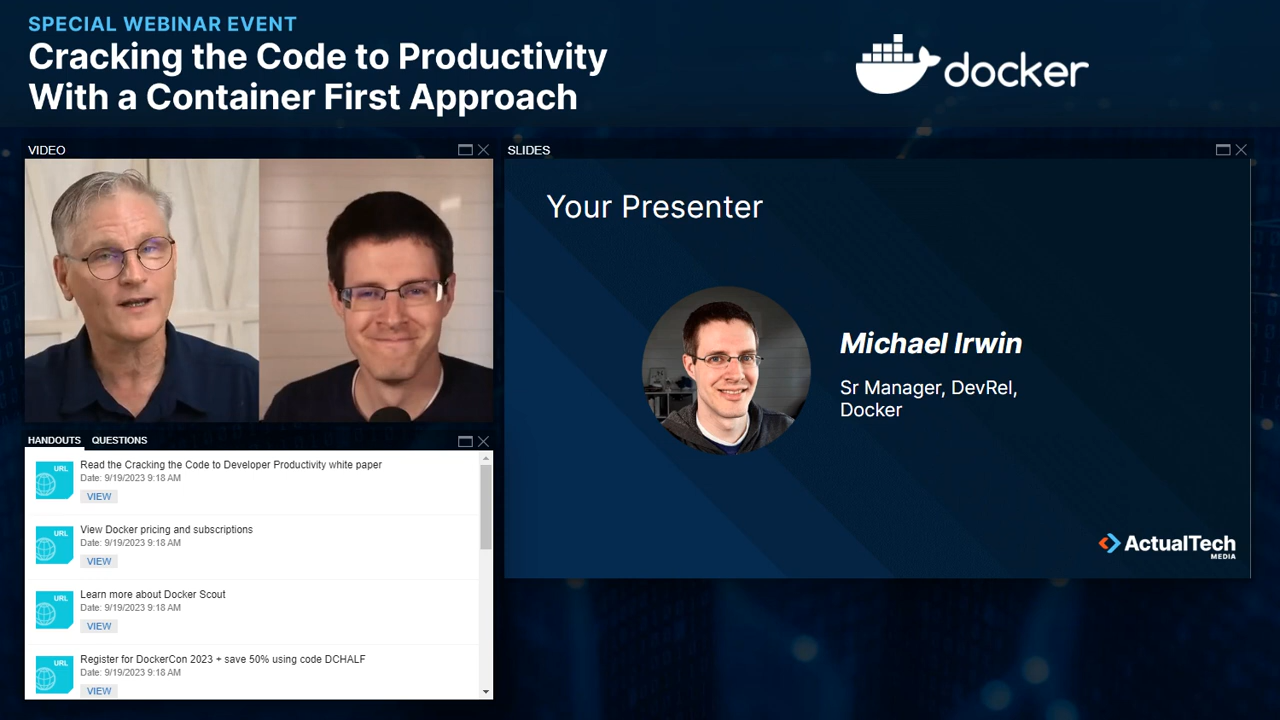 SPECIAL WEBINAR EVENT
Cracking the Code to Productivity
With a Container First Approach
docker
VIDEO
SLIDES
Your Presenter
Michael Irwin
Sr Manager, DevRel,
Docker
ActualTech
MEDIA
HANDOUTS QUESTIONS
URL
Read the Cracking the Code to Developer Productivity white paper
Date: 9/19/2023 9:18 AM
VIEW
URL
View Docker pricing and subscriptions
Date: 9/19/2023 9:18 AM
VIEW
URL
Learn more about Docker Scout
Date: 9/19/2023 9:18 AM
VIEW
URL
Register for DockerCon 2023 + save 50% using code DCHALF
Date: 9/19/2023 9:18 AM
VIEW